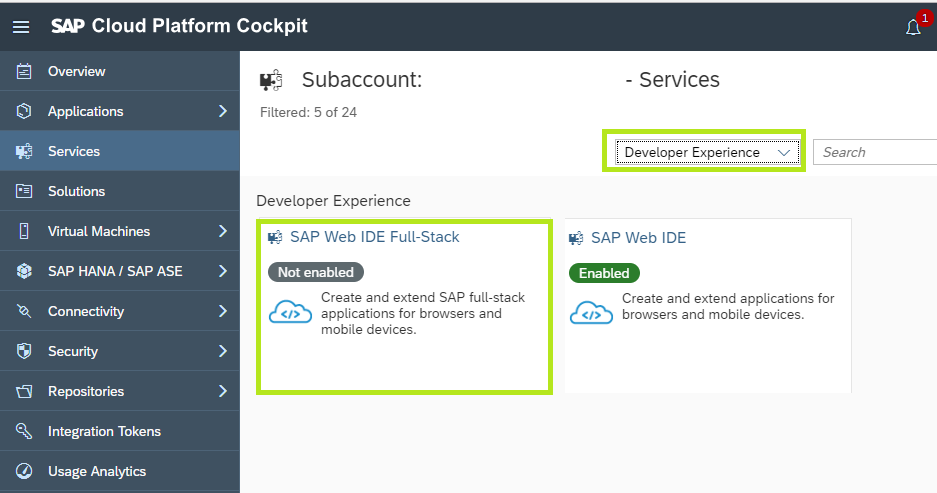 SAP Cloud Platform Cockpit
1
Overview
Applications
Services
Solutions
Virtual Machines
SAP HANA / SAP ASE
Connectivity
Security
Repositories
Integration Tokens
Usage Analytics
Subaccount: - Services
Filtered: 5 of 24
Developer Experience
Search
Developer Experience
SAP Web IDE Full-Stack
Not enabled
</>
Create and extend SAP full-stack
applications for browsers and
mobile devices.
SAP Web IDE
Enabled
</>
Create and extend applications for
browsers and mobile devices.